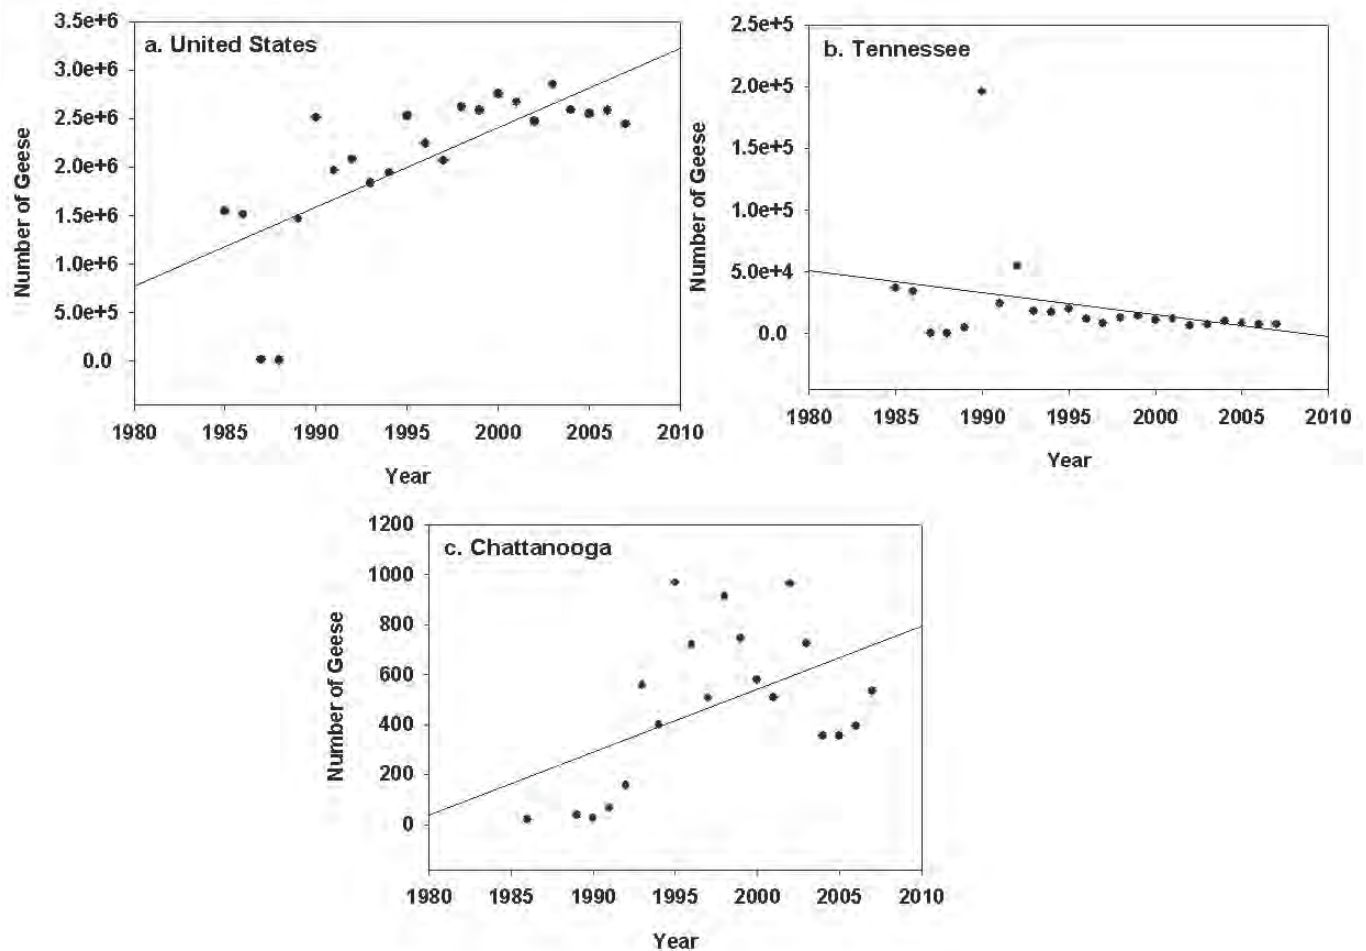 a. United States
Number of Geese
3.5e+6
3.0e+6
2.5e+6
2.0e+6
1.5e+6
1.0e+6
5.0e+5
0.0
1980 1985 1990 1995 2000 2005 2010
Year
b. Tennessee
Number of Geese
2.5e+5
2.0e+5
1.5e+5
1.0e+5
5.0e+4
0.0
1980 1985 1990 1995 2000 2005 2010
Year
c. Chattanooga
Number of Geese
1200
1000
800
600
400
200
0
1980 1985 1990 1995 2000 2005 2010
Year